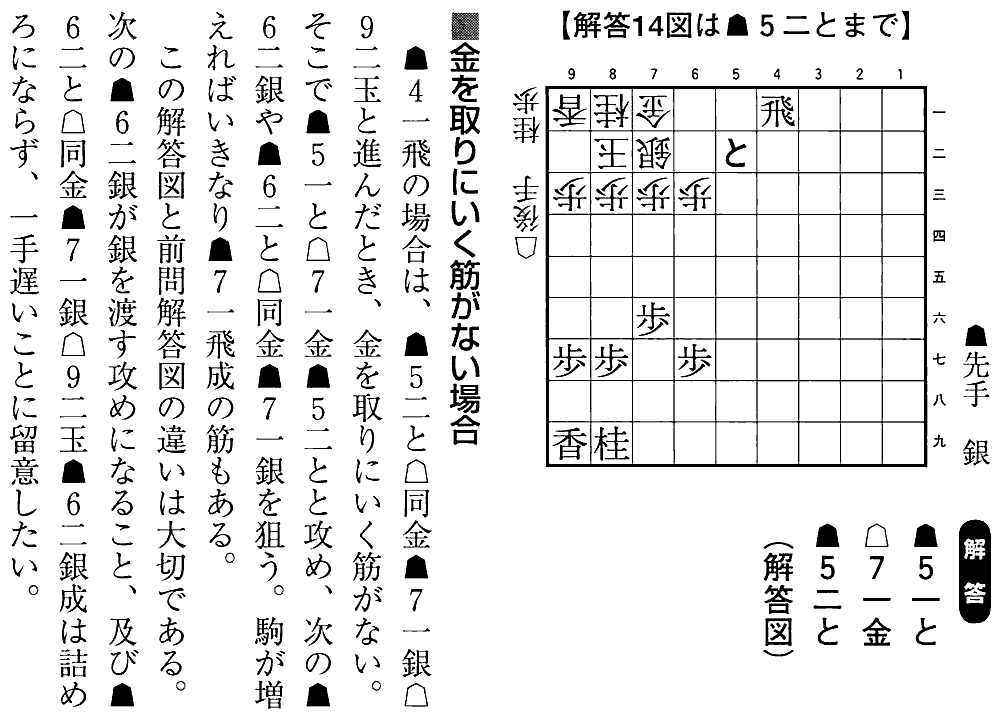 【解答14図は☗5二とまで】
9 8 7 6 5 4 3 2 1
香 桂 金 飛 一
王 銀 と 二
歩 歩 歩 歩 三
四
五
歩 六
歩 歩 歩 七
八
香 桂 九
☖後手 桂歩
☗先手 銀
解答
☗5一と
☖7一金
☗5二と
(解答図)
■金を取りにいく筋がない場合
☗4一飛の場合は、☗5二と☖同金☗7一銀☖
9二玉と進んだとき、金を取りにいく筋がない。
そこで☗5一と☖7一金☗5二とと攻め、次の☗
6二銀や☗6二と☖同金☗7一銀を狙う。駒が増
えればいきなり☗7一飛成の筋もある。
この解答図と前問解答図の違いは大切である。
次の☗6二銀が銀を渡す攻めになること、及び☗
6二と☖同金☗7一銀☖9二玉☗6二銀成は詰め
ろにならず、一手遅いことに留意したい。